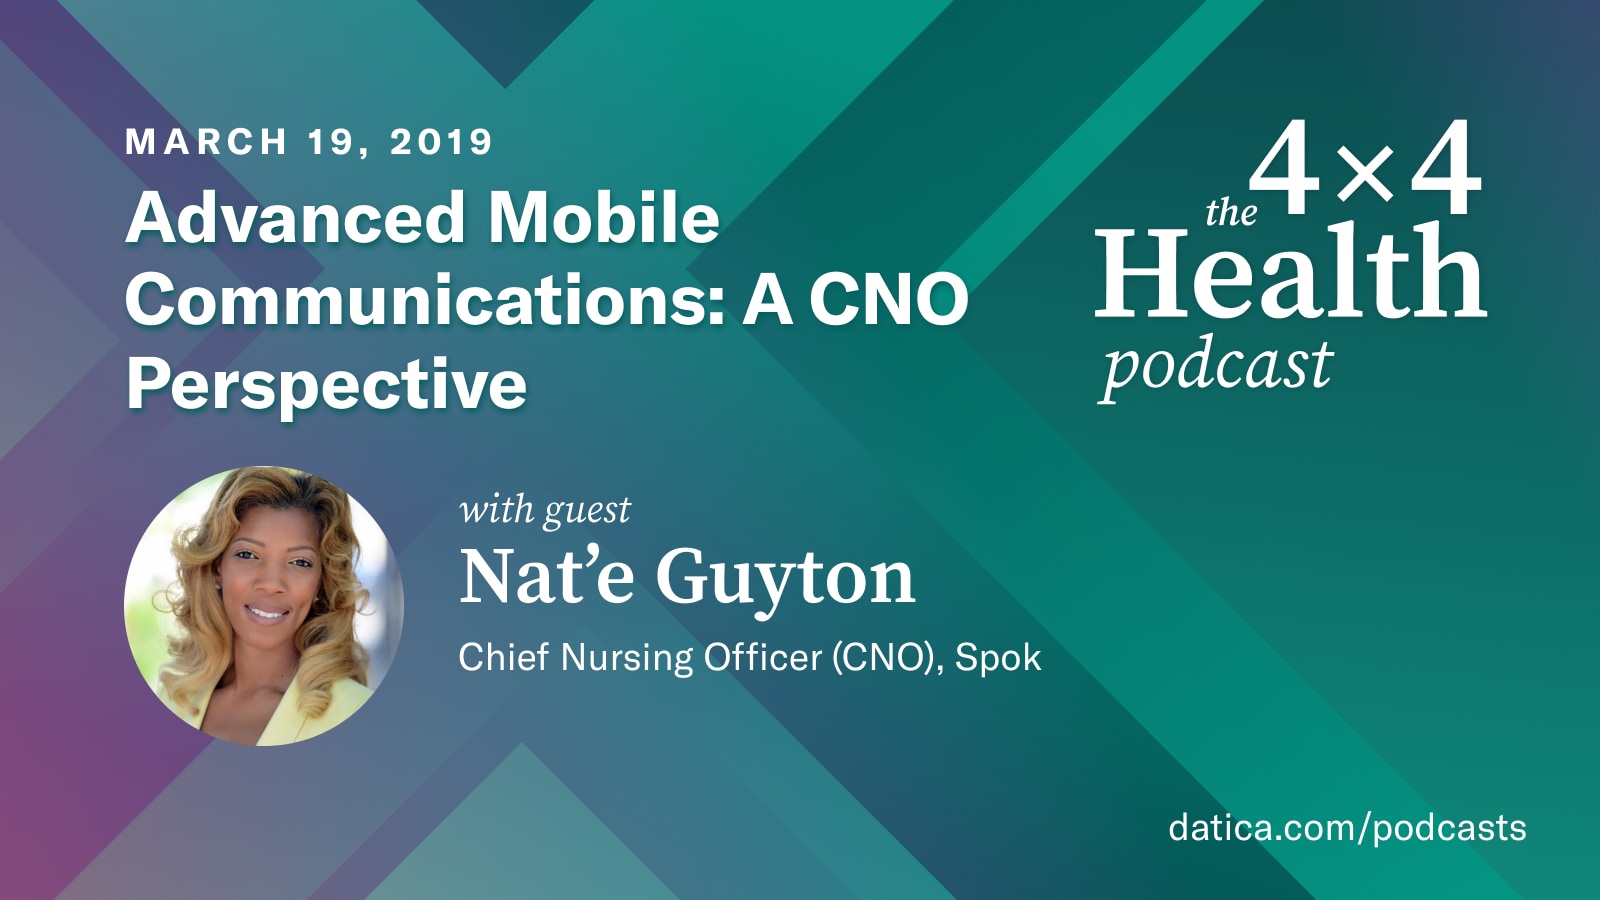 MARCH 19, 2019
Advanced Mobile
Communications: A CNO
Perspective
with guest
Nat’e Guyton
Chief Nursing Officer (CNO), Spok
the 4×4
Health
podcast
datica.com/podcasts